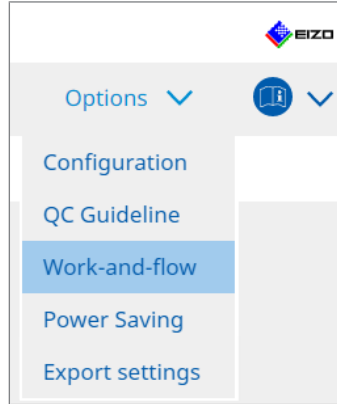 EIZO
Options
Configuration
QC Guideline
Work-and-flow
Power Saving
Export settings